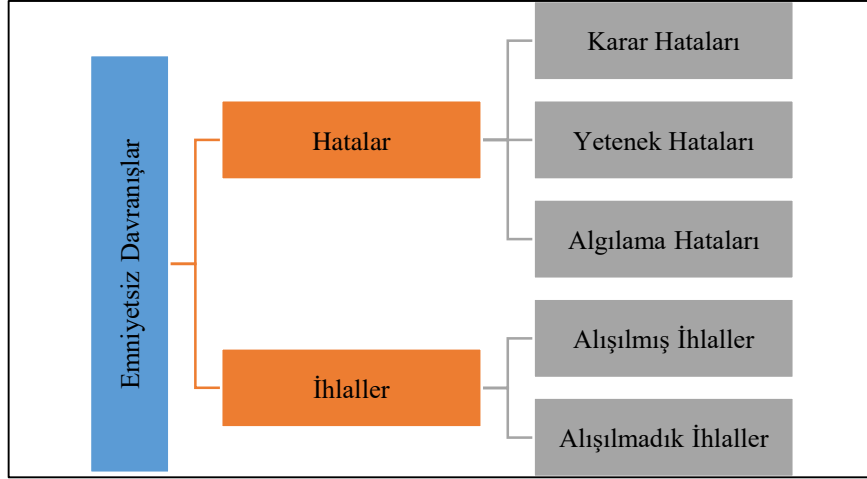 Emniyetsiz Davranışlar
Hatalar
Karar Hataları
Yetenek Hataları
Algılama Hataları
İhlaller
Alışılmış İhlaller
Alışılmadık İhlaller